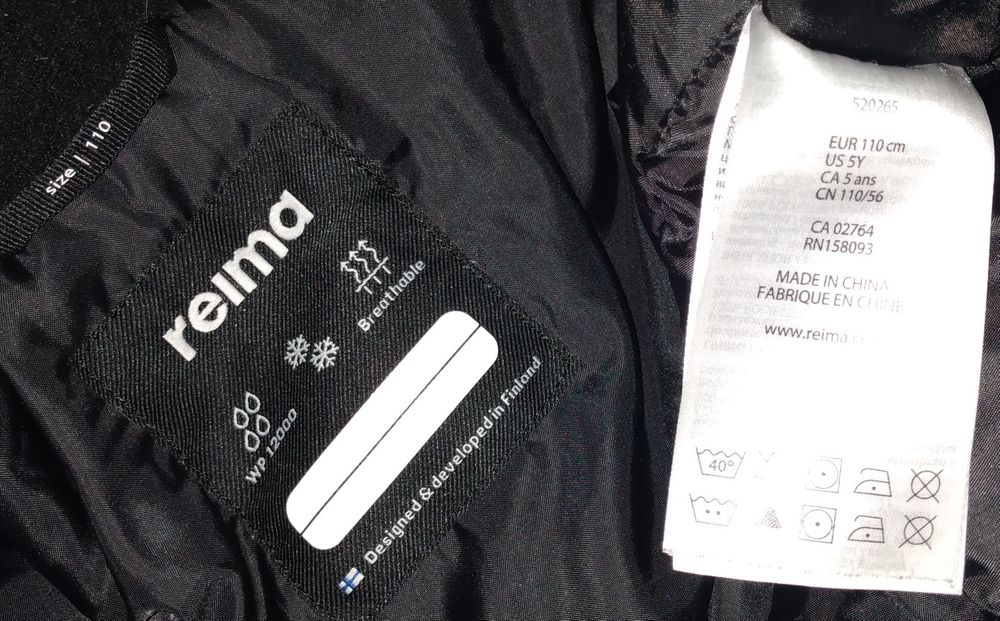 size | 110
reima
Breathable
WP 12000
Designed & developed in Finland
520265
EUR 110 cm
US 5Y
CA 5 ans
CN 110/56
CA 02764
RN158093
MADE IN CHINA
FABRIQUE EN CHINE
www.reima.
40°